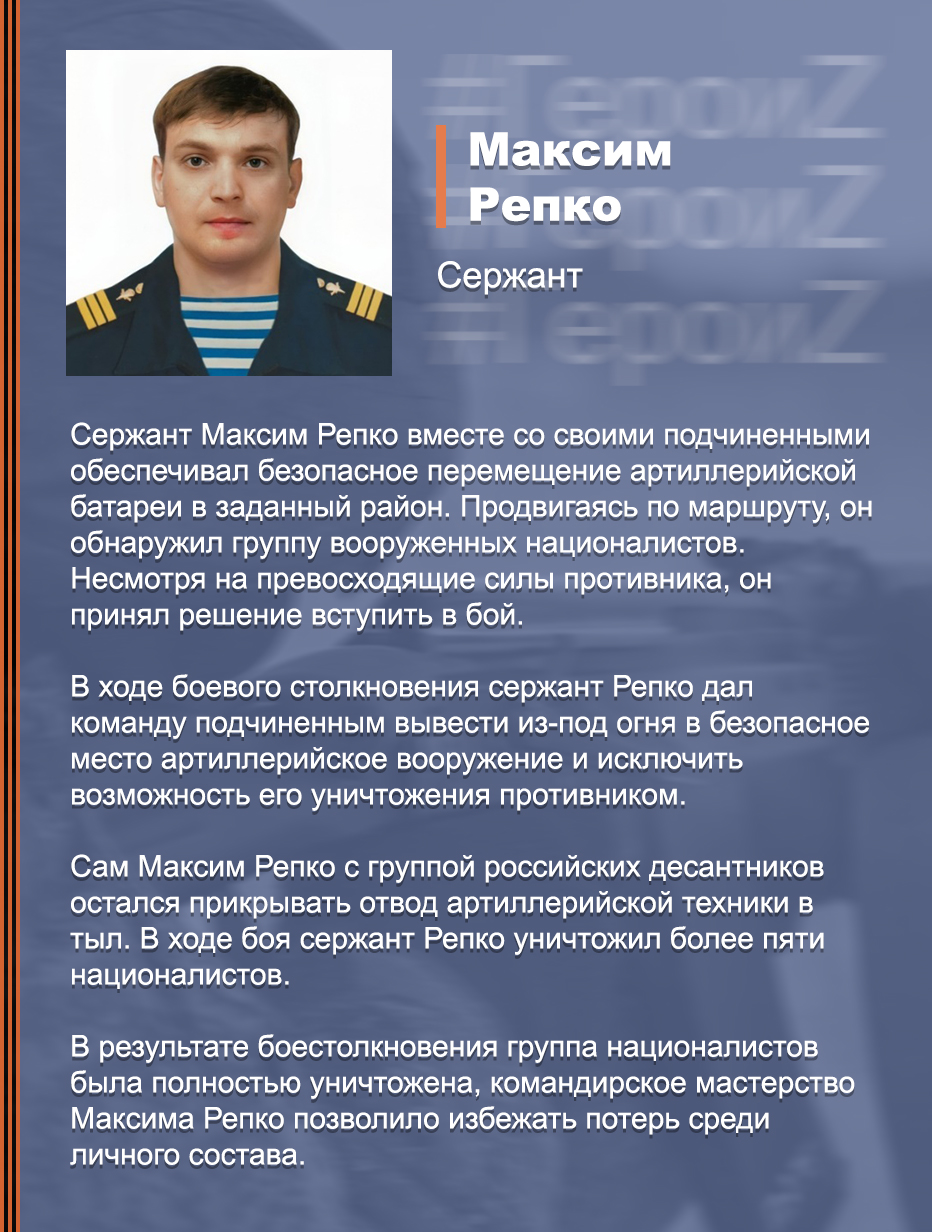 #ГероиZ
#ГероиZ
#ГероиZ
Максим
Репко
Сержант
Сержант Максим Репко вместе со своими подчиненными
обеспечивал безопасное перемещение артиллерийской
батареи в заданный район. Продвигаясь по маршруту, он
обнаружил группу вооруженных националистов.
Несмотря на превосходящие силы противника, он
принял решение вступить в бой.
В ходе боевого столкновения сержант Репко дал
команду подчиненным вывести из-под огня в безопасное
место артиллерийское вооружение и исключить
возможность его уничтожения противником.
Сам Максим Репко с группой российских десантников
остался прикрывать отвод артиллерийской техники в
тыл. В ходе боя сержант Репко уничтожил более пяти
националистов.
В результате боестолкновения группа националистов
была полностью уничтожена, командирское мастерство
Максима Репко позволило избежать потерь среди
личного состава.